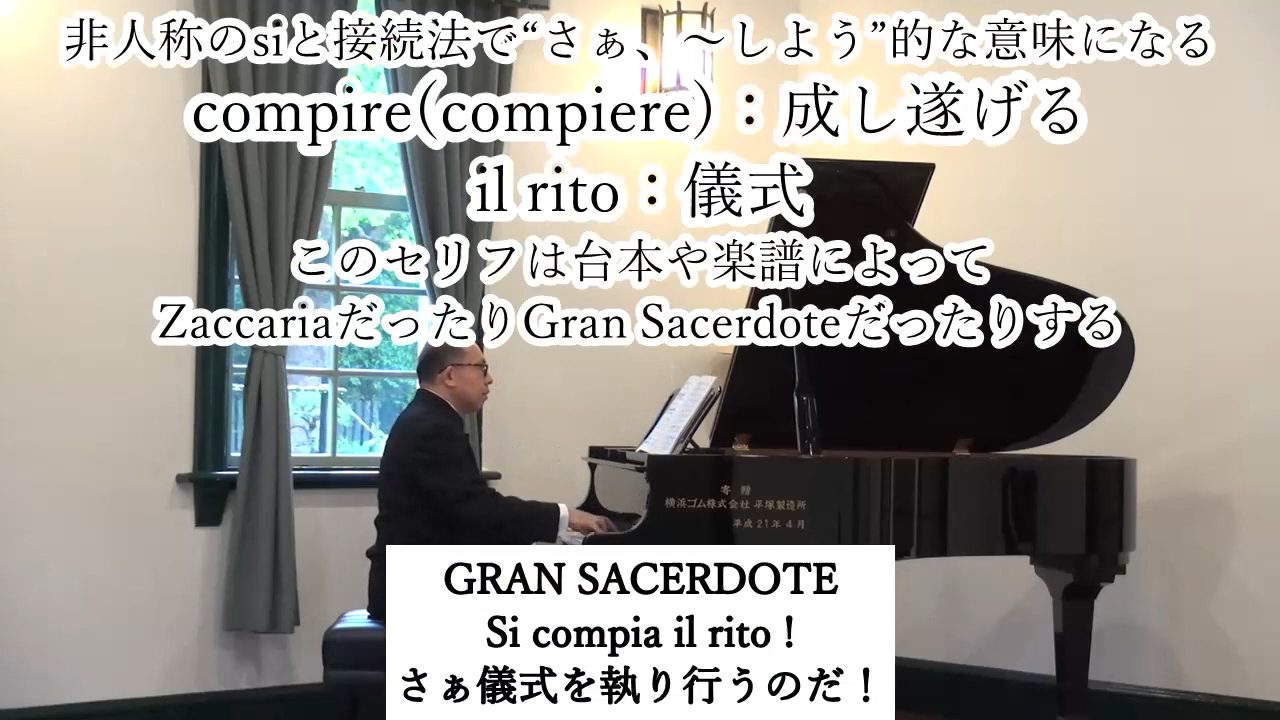 非人称のsiと接続法で“さぁ、～しよう”的な意味になる
compire(compiere)：成し遂げる
il rito：儀式
このセリフは台本や楽譜によって
ZaccariaだったりGran Sacerdoteだったりする
寄 贈
横浜ゴム株式会社 平塚製造所
平成21年4月
GRAN SACERDOTE
Si compia il rito !
さぁ儀式を執り行うのだ！